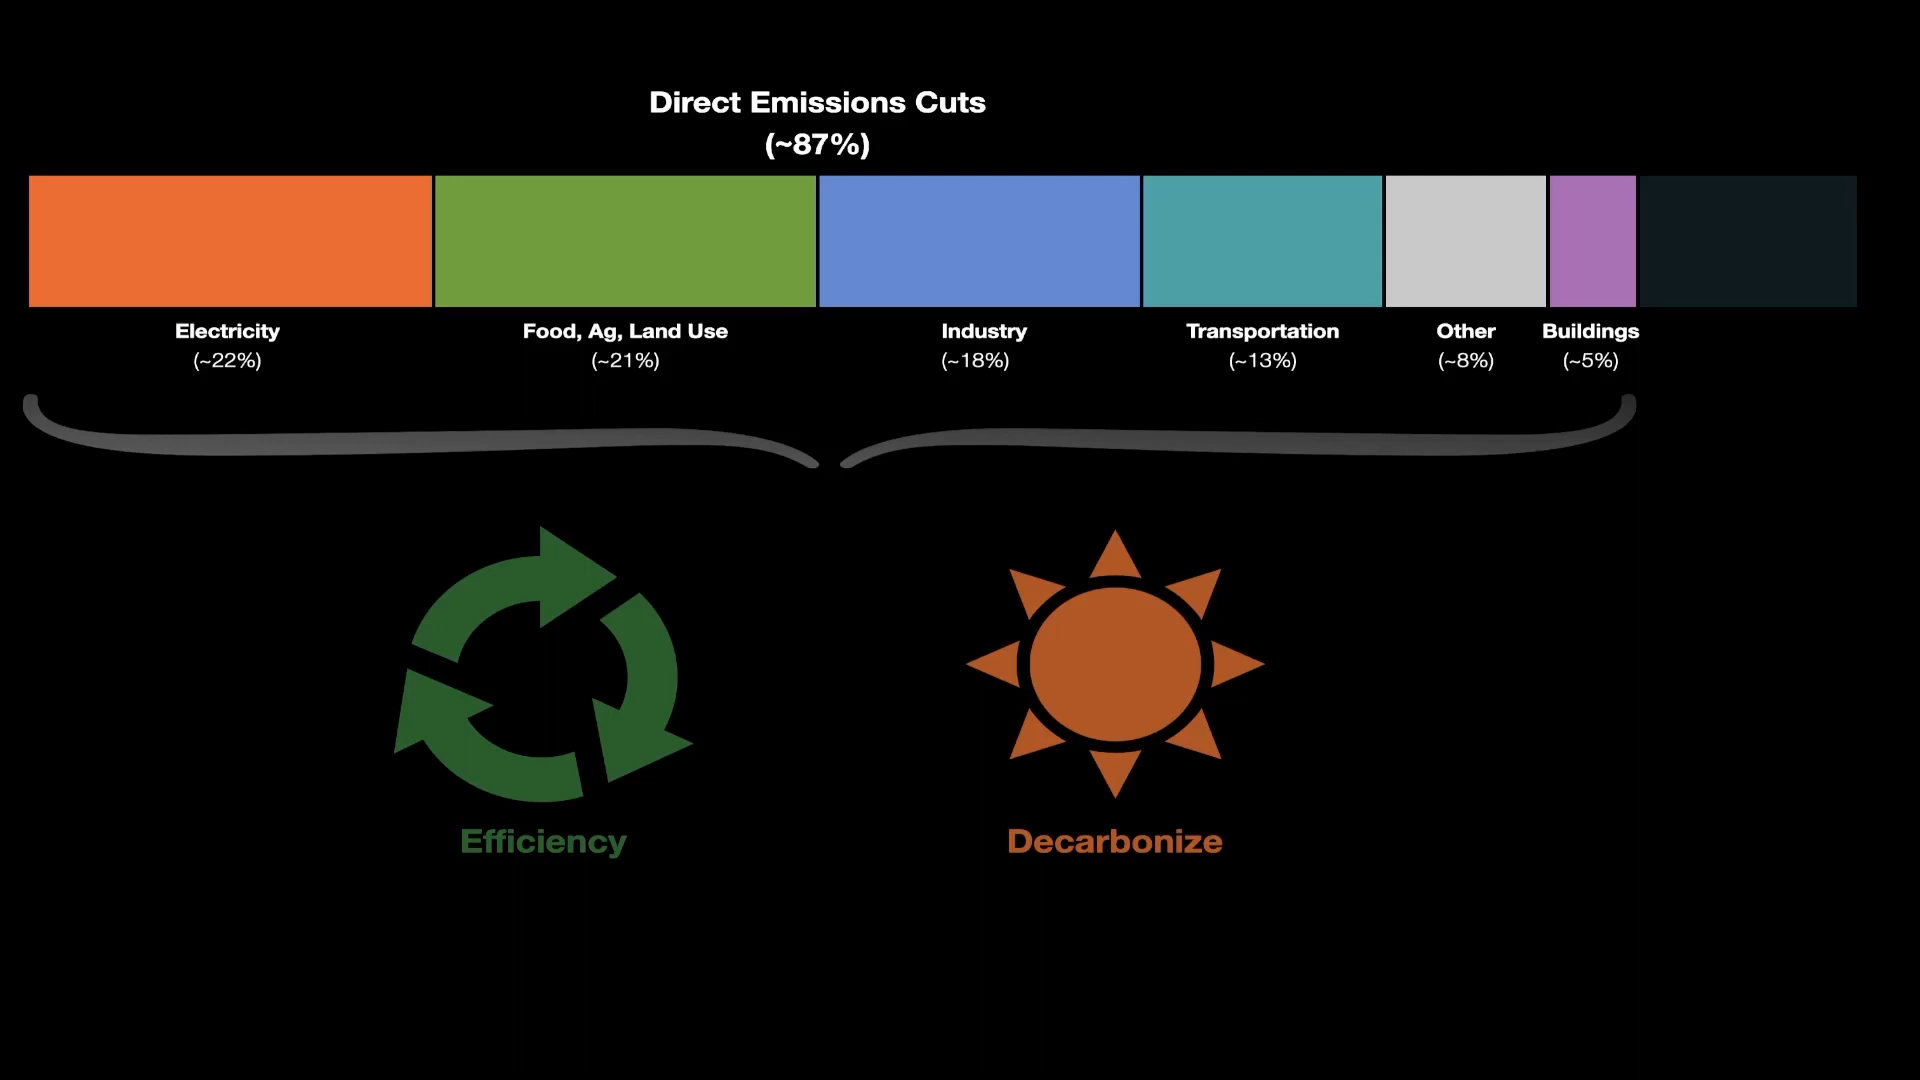 Direct Emissions Cuts
(~87%)
Electricity
(~22%)
Food, Ag, Land Use
(~21%)
Industry
(~18%)
Transportation
(~13%)
Other
(~8%)
Buildings
(~5%)
Efficiency
Decarbonize